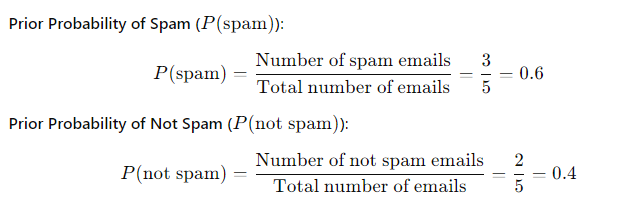 Prior Probability of Spam (P(spam)):
P(spam) = Number of spam emails / Total number of emails = 3/5 = 0.6
Prior Probability of Not Spam (P(not spam)):
P(not spam) = Number of not spam emails / Total number of emails = 2/5 = 0.4